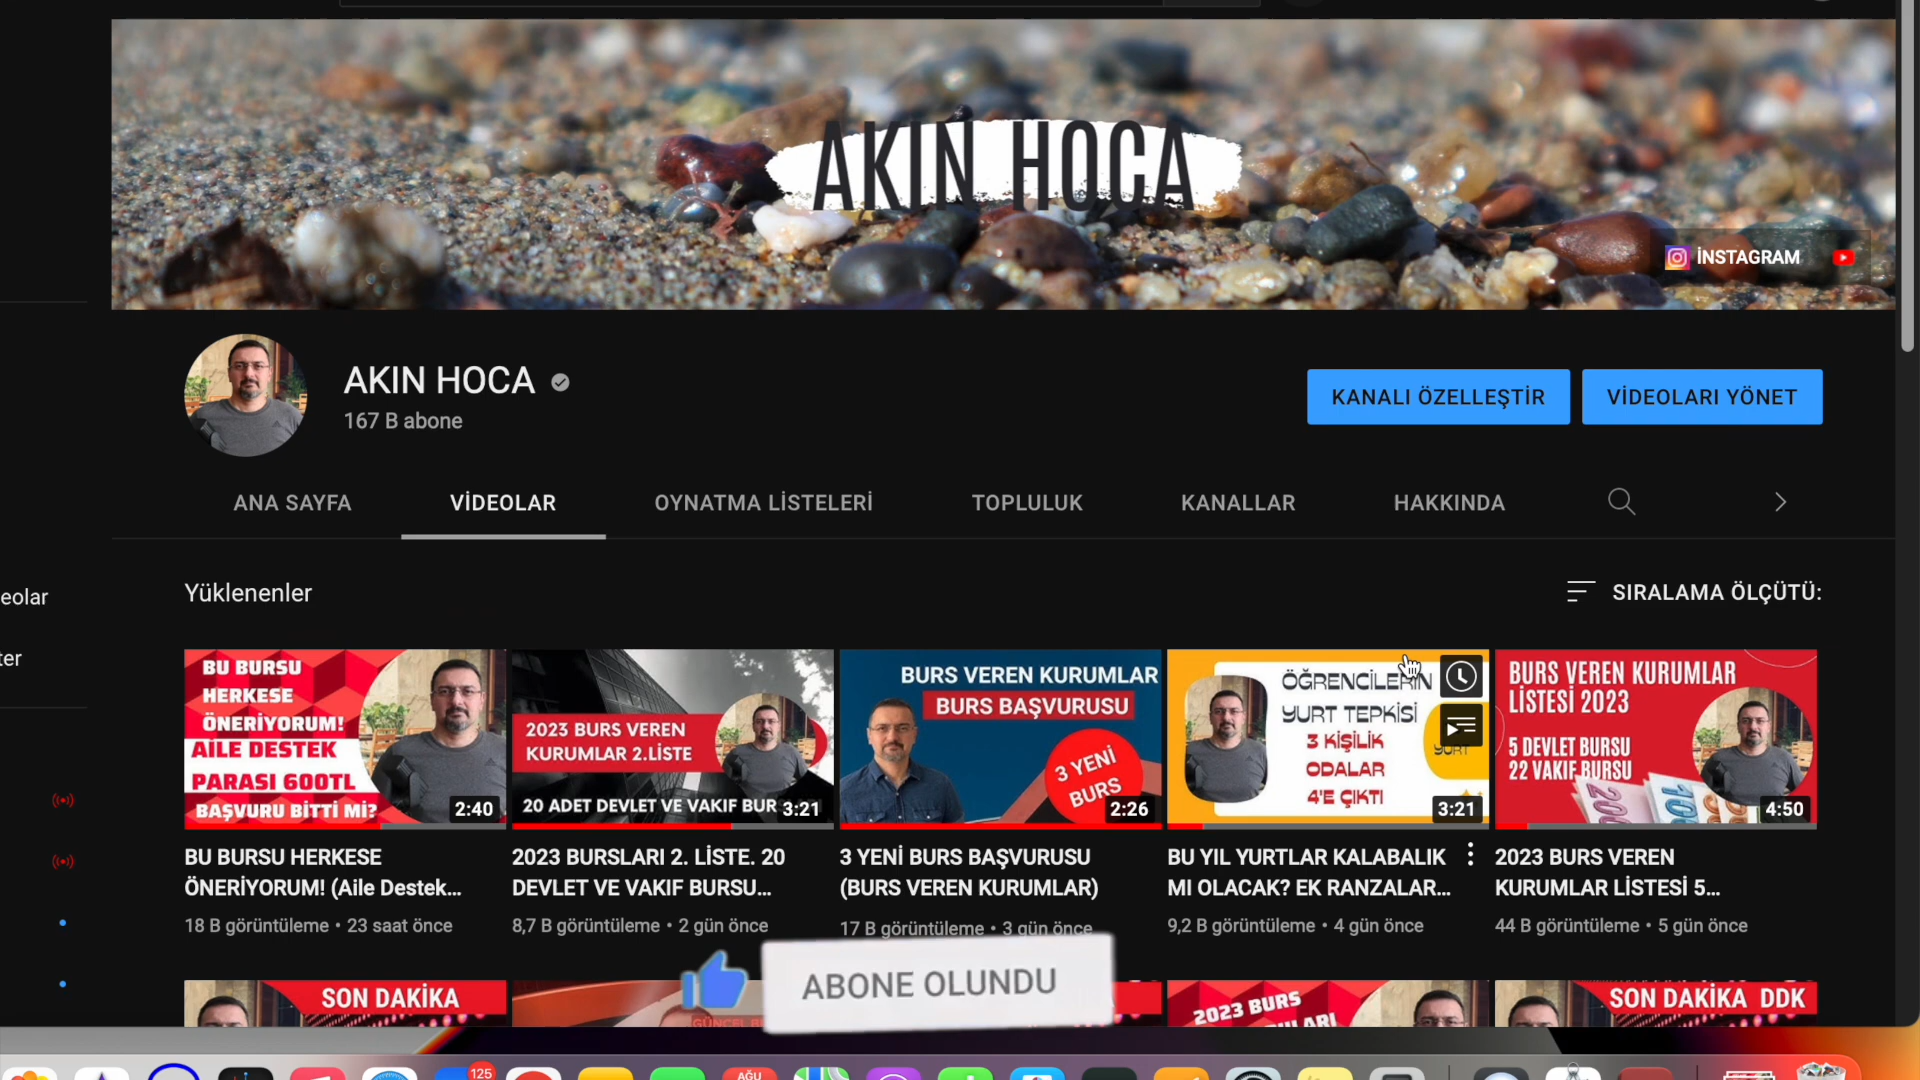 AKIN HOCA
İNSTAGRAM
AKIN HOCA
167 B abone
KANALI ÖZELLEŞTİR
VİDEOLARI YÖNET
ANA SAYFA
VİDEOLAR
OYNATMA LİSTELERİ
TOPLULUK
KANALLAR
HAKKINDA
eolar
ter
Yüklenenler
SIRALAMA ÖLÇÜTÜ:
BU BURSU
HERKESE
ÖNERİYORUM!
AİLE DESTEK
PARASI 600TL
BAŞVURU BİTTİ Mİ?
2:40
2023 BURS VEREN
KURUMLAR 2.LİSTE
20 ADET DEVLET VE VAKIF BUR
3:21
BURS VEREN KURUMLAR
BURS BAŞVURUSU
3 YENİ
BURS
2:26
ÖĞRENCİLERİN
YURT TEPKİSİ
3 KİŞİLİK
ODALAR
4'E ÇIKTI
YURT
3:21
BURS VEREN KURUMLAR
LİSTESİ 2023
5 DEVLET BURSU
22 VAKIF BURSU
4:50
BU BURSU HERKESE
ÖNERİYORUM! (Aile Destek...
18 B görüntüleme • 23 saat önce
2023 BURSLARI 2. LİSTE. 20
DEVLET VE VAKIF BURSU...
8,7 B görüntüleme • 2 gün önce
3 YENİ BURS BAŞVURUSU
(BURS VEREN KURUMLAR)
17 B görüntüleme • 3 gün önce
BU YIL YURTLAR KALABALIK
MI OLACAK? EK RANZALAR...
9,2 B görüntüleme • 4 gün önce
2023 BURS VEREN
KURUMLAR LİSTESİ 5...
44 B görüntüleme • 5 gün önce
SON DAKİKA
GÜNCEL
ABONE OLUNDU
2023 BURS
SON DAKİKA DDK
125
AĞU